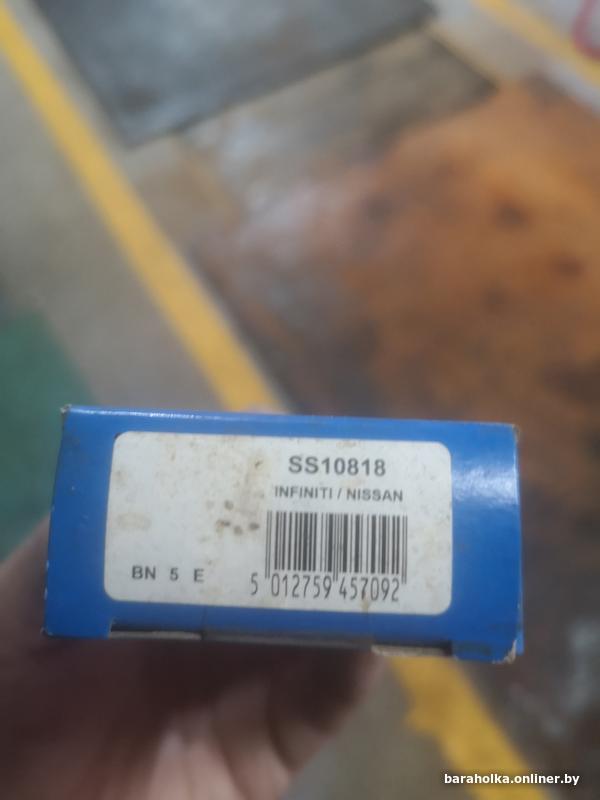 SS10818
INFINITI / NISSAN
BN 5 E
5 012759 457092
baraholka.onliner.by